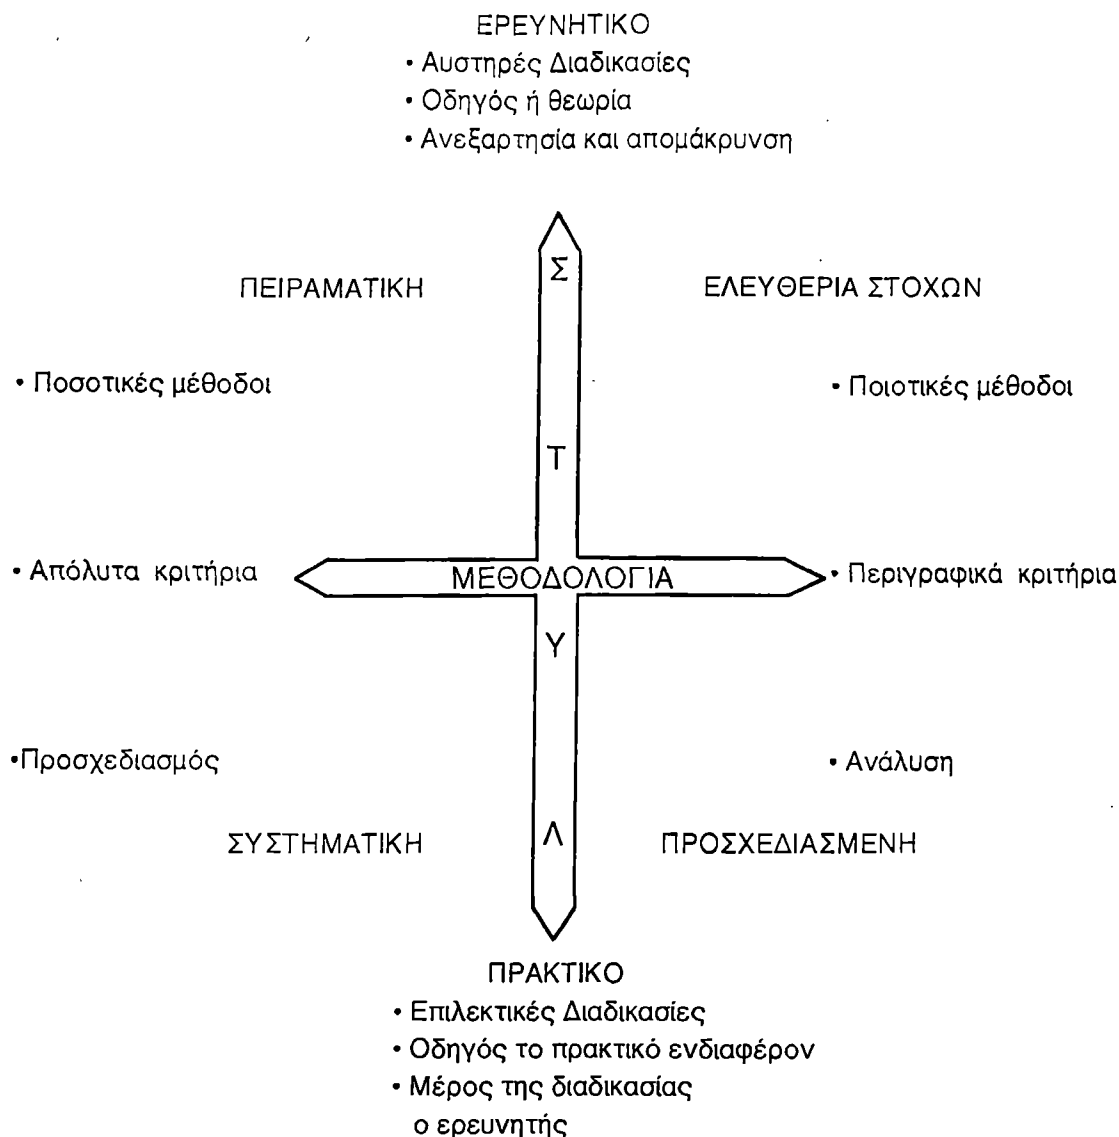 ΕΡΕΥΝΗΤΙΚΟ
• Αυστηρές Διαδικασίες
• Οδηγός ή θεωρία
• Ανεξαρτησία και απομάκρυνση
Σ
ΠΕΙΡΑΜΑΤΙΚΗ ΕΛΕΥΘΕΡΙΑ ΣΤΟΧΩΝ
• Ποσοτικές μέθοδοι • Ποιοτικές μέθοδοι
Τ
• Απόλυτα κριτήρια ΜΕΘΟΔΟΛΟΓΙΑ • Περιγραφικά κριτήρια
Υ
•Προσχεδιασμός • Ανάλυση
Λ
ΣΥΣΤΗΜΑΤΙΚΗ ΠΡΟΣΧΕΔΙΑΣΜΕΝΗ
ΠΡΑΚΤΙΚΟ
• Επιλεκτικές Διαδικασίες
• Οδηγός το πρακτικό ενδιαφέρον
• Μέρος της διαδικασίας
ο ερευνητής